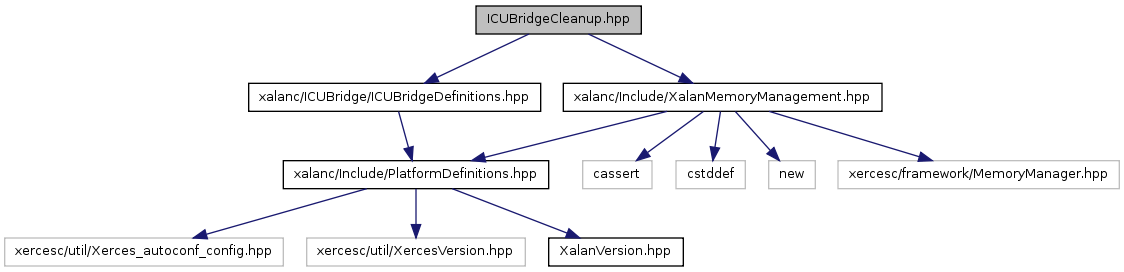 ICUBridgeCleanup.hpp
xalanc/ICUBridge/ICUBridgeDefinitions.hpp
xalanc/Include/XalanMemoryManagement.hpp
xalanc/Include/PlatformDefinitions.hpp
cassert
cstddef
new
xercesc/framework/MemoryManager.hpp
xercesc/util/Xerces_autoconf_config.hpp
xercesc/util/XercesVersion.hpp
XalanVersion.hpp